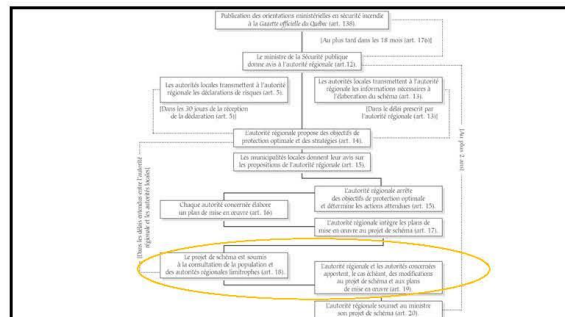 Publication des orientations ministérielles en sécurité incendie
à la Gazette officielle du Québec (art. 138).
[Au plus tard dans les 18 mois (art. 176)]
Le ministre de la Sécurité publique
donne avis à l'autorité régionale (art.12).
Les autorités locales transmettent à l'autorité
régionale les déclarations de risques (art. 5).
Les autorités locales transmettent à l'autorité
régionale les informations nécessaires à
l'élaboration du schéma (art. 13).
[Dans les 30 jours de la réception
de la déclaration (art. 5)]
[Dans le délai prescrit par
l'autorité régionale (art. 13)]
L'autorité régionale propose des objectifs de
protection optimale et des stratégies (art. 14).
Les municipalités locales donnent leur avis sur
les propositions de l'autorité régionale (art. 15).
[Au plus 2 ans]
[Dans les délais entendus entre l'autorité
régionale et les autorités locales]
L'autorité régionale arrête
des objectifs de protection optimale
et détermine les actions attendues (art. 15).
Chaque autorité concernée élabore
un plan de mise en œuvre (art. 16)
L'autorité régionale intègre les plans de
mise en œuvre au projet de schéma (art. 17).
Le projet de schéma est soumis
à la consultation de la population et
des autorités régionales limitrophes (art. 18).
L'autorité régionale et les autorités concernées
apportent, le cas échéant, des modifications
au projet de schéma et aux plans
de mise en œuvre (art. 19).
L'autorité régionale soumet au ministre
son projet de schéma (art. 20).